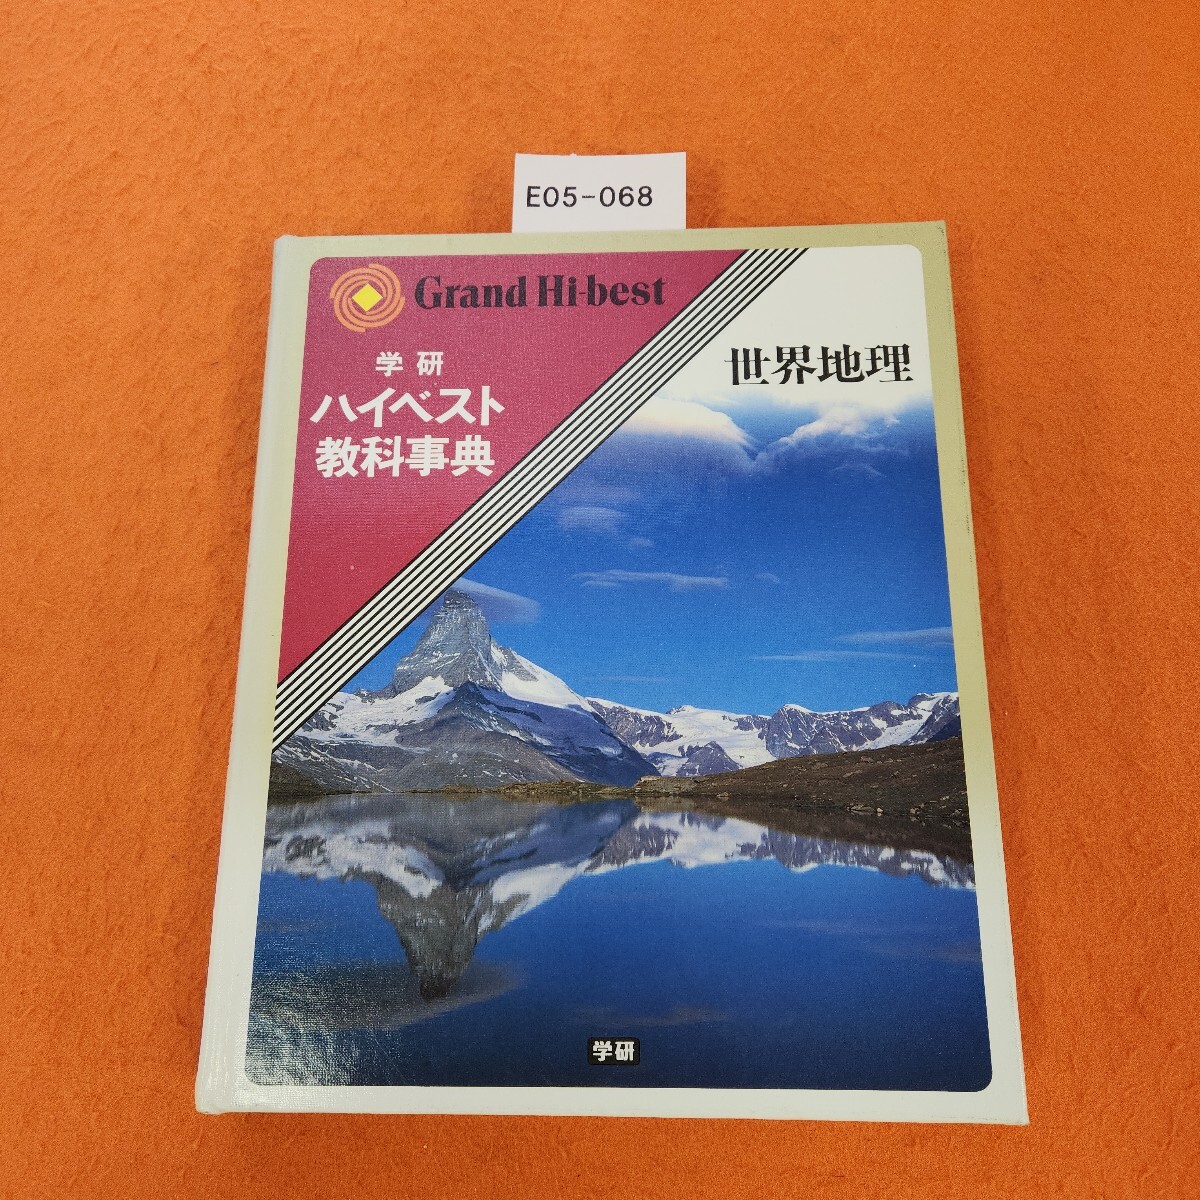 E05-068
Grand Hi-best
学研
ハイベスト
教科事典
世界地理
学研